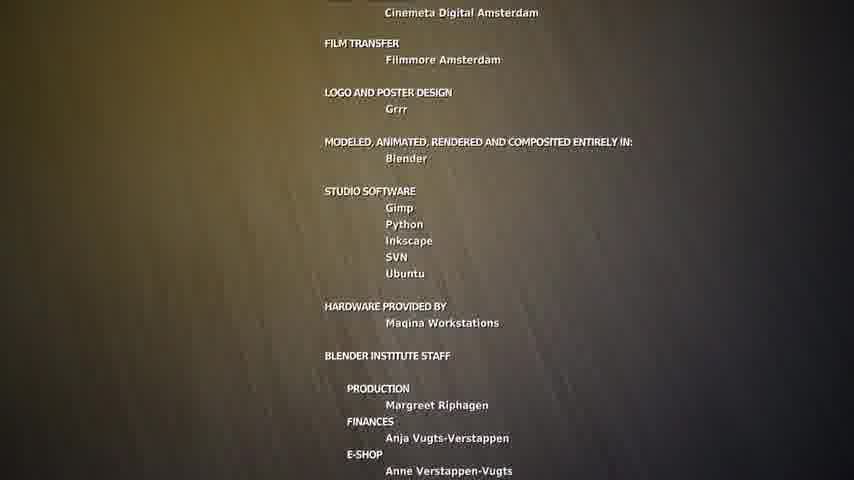 Cinemeta Digital Amsterdam
FILM TRANSFER
Filmmore Amsterdam
LOGO AND POSTER DESIGN
Grrr
MODELED, ANIMATED, RENDERED AND COMPOSITED ENTIRELY IN:
Blender
STUDIO SOFTWARE
Gimp
Python
Inkscape
SVN
Ubuntu
HARDWARE PROVIDED BY
Maqina Workstations
BLENDER INSTITUTE STAFF
PRODUCTION
Margreet Riphagen
FINANCES
Anja Vugts-Verstappen
E-SHOP
Anne Verstappen-Vugts